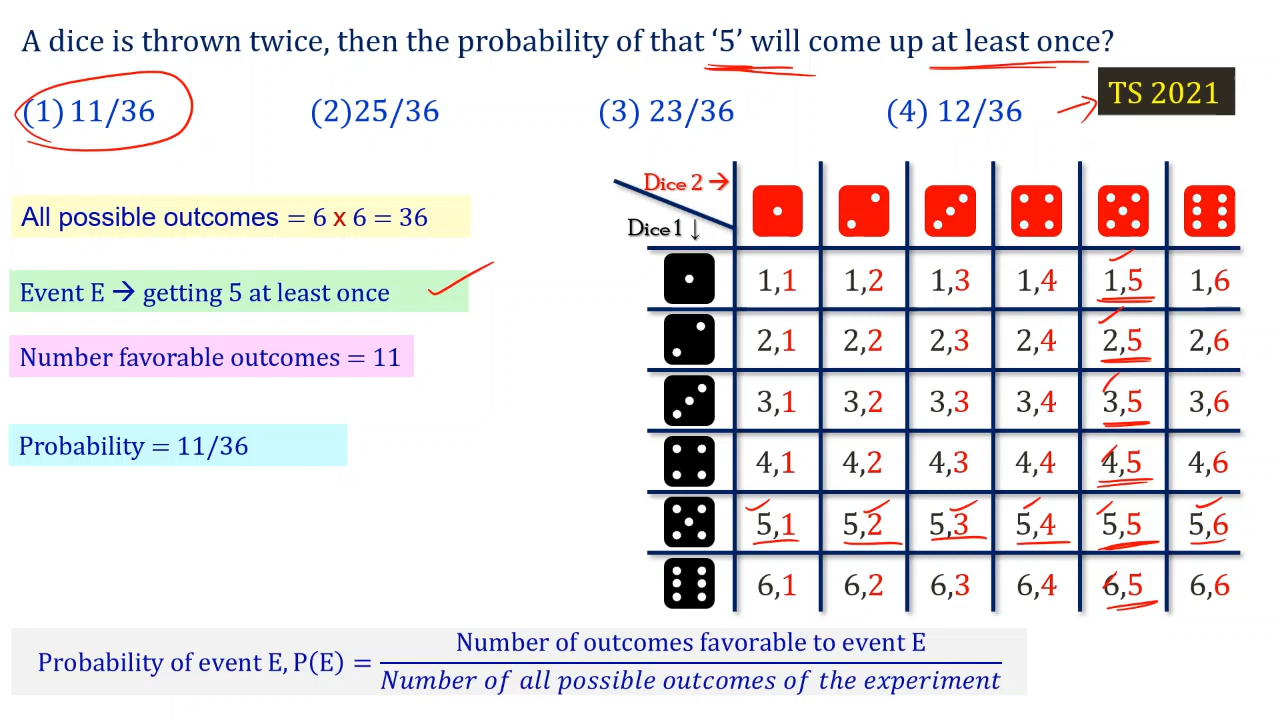 A dice is thrown twice, then the probability of that ‘5’ will come up at least once?
(1) 11/36 (2)25/36 (3) 23/36 (4) 12/36 TS 2021
All possible outcomes = 6 x 6 = 36
Event E → getting 5 at least once
Number favorable outcomes = 11
Probability = 11/36
Dice 2 →
Dice 1 ↓
1,1 1,2 1,3 1,4 1,5 1,6
2,1 2,2 2,3 2,4 2,5 2,6
3,1 3,2 3,3 3,4 3,5 3,6
4,1 4,2 4,3 4,4 4,5 4,6
5,1 5,2 5,3 5,4 5,5 5,6
6,1 6,2 6,3 6,4 6,5 6,6
Number of outcomes favorable to event E
Probability of event E, P(E) =
Number of all possible outcomes of the experiment